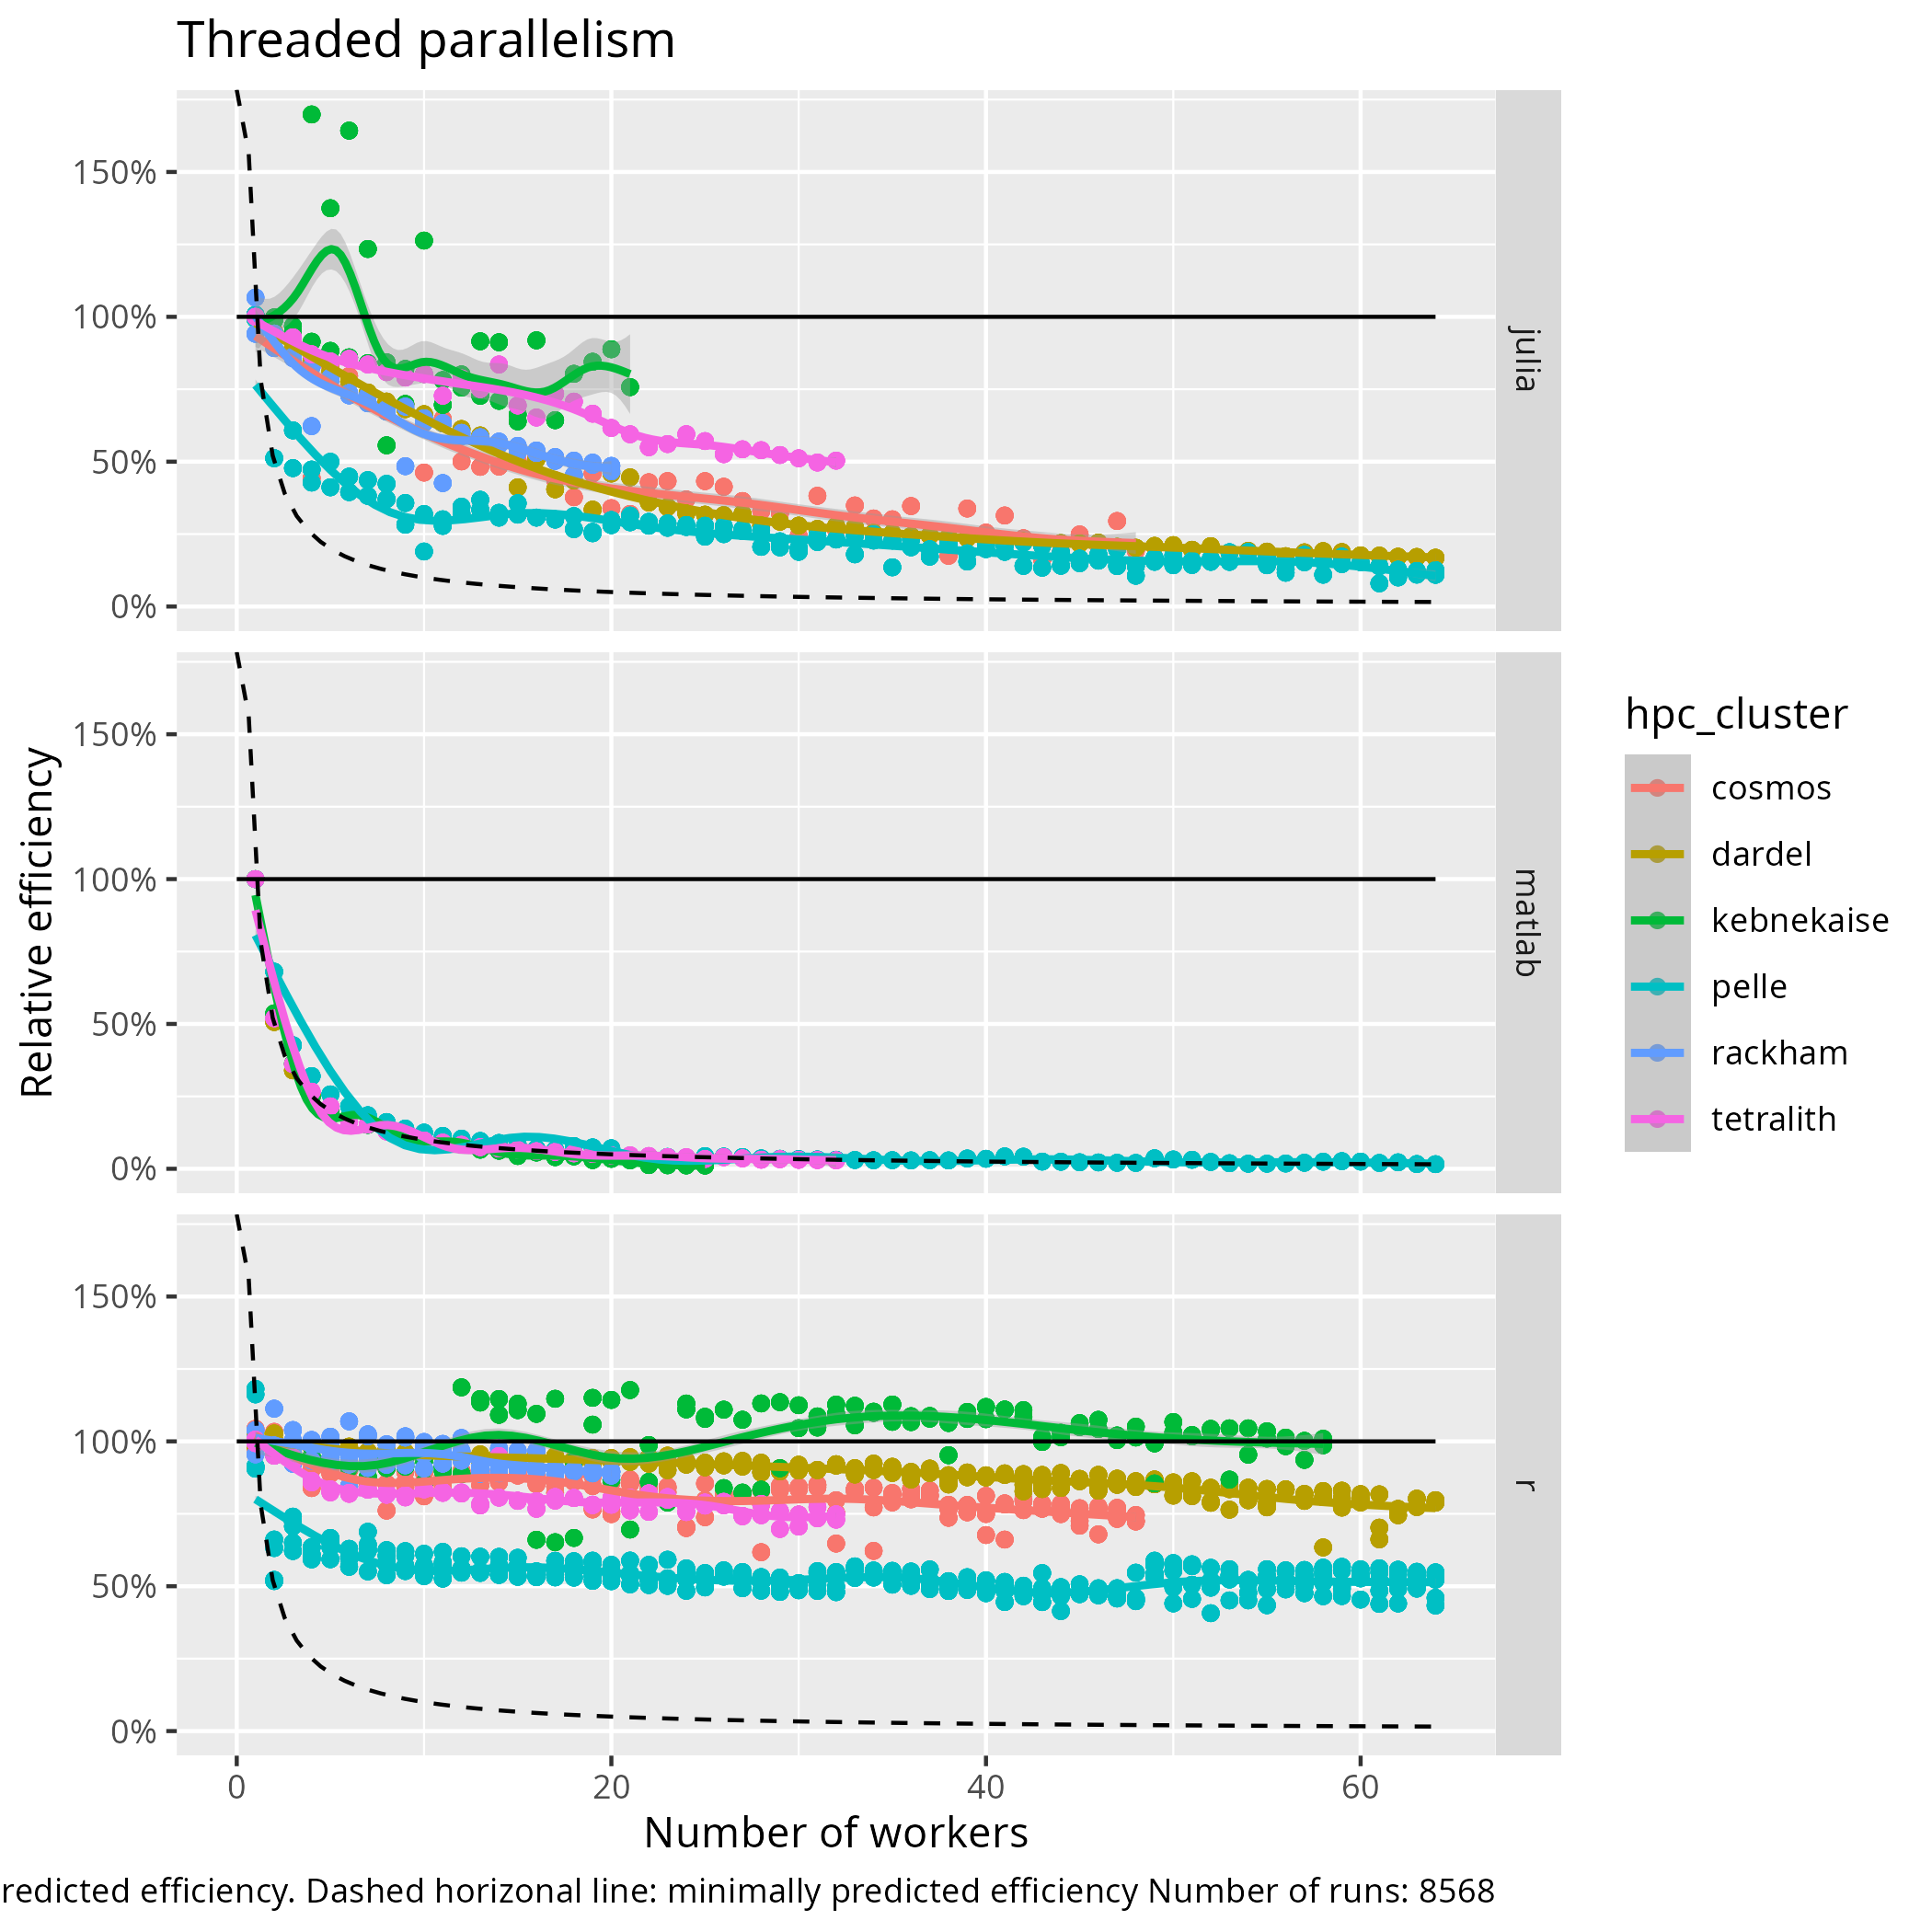 Threaded parallelism
150%
100%
50%
0%
julia
150%
100%
50%
0%
matlab
150%
100%
50%
0%
r
0 20 40 60
Number of workers
Relative efficiency
hpc_cluster
cosmos
dardel
kebnekaise
pelle
rackham
tetralith
redicted efficiency. Dashed horizonal line: minimally predicted efficiency Number of runs: 8568